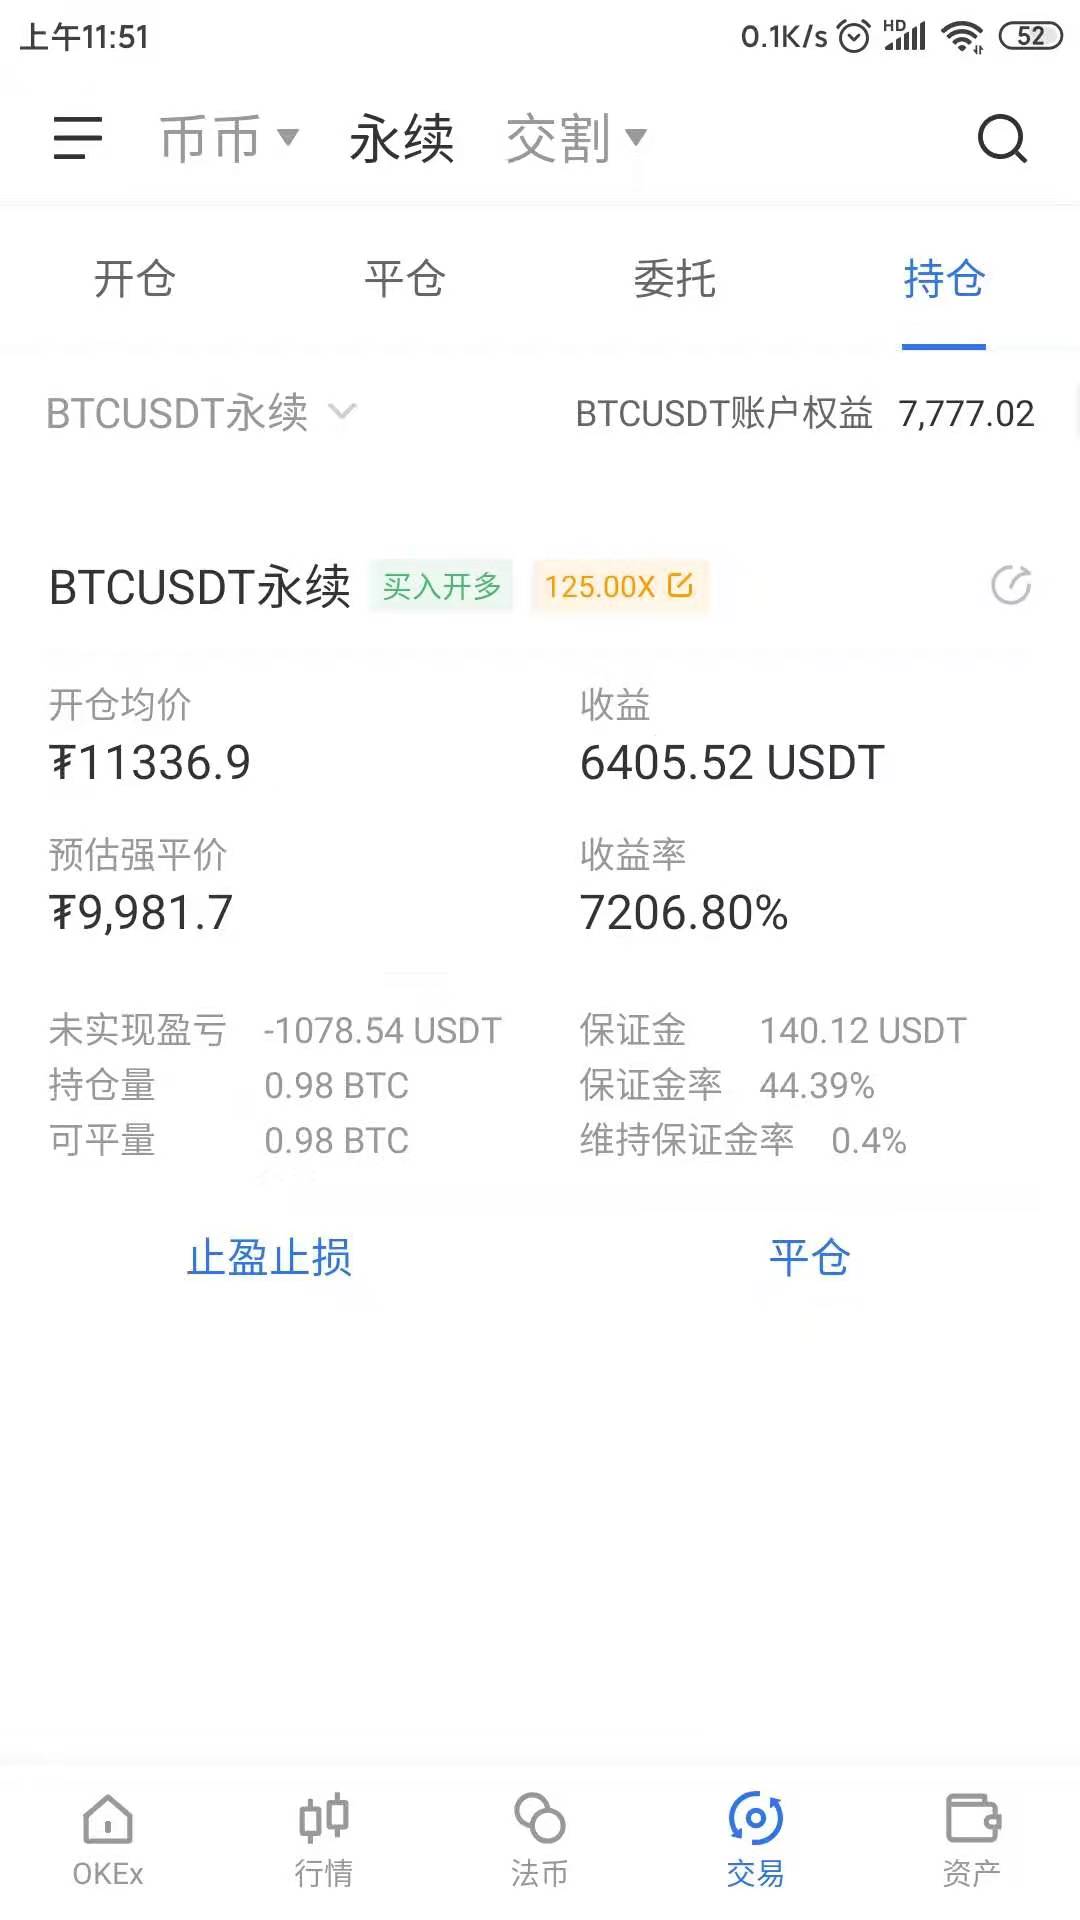 上午11:51 0.1K/s HD 52
币币 永续 交割
开仓 平仓 委托 持仓
BTCUSDT永续 BTCUSDT账户权益 7,777.02
BTCUSDT永续 买入开多 125.00X
开仓均价 收益
₮11336.9 6405.52 USDT
预估强平价 收益率
₮9,981.7 7206.80%
未实现盈亏 -1078.54 USDT 保证金 140.12 USDT
持仓量 0.98 BTC 保证金率 44.39%
可平量 0.98 BTC 维持保证金率 0.4%
止盈止损 平仓
OKEx 行情 法币 交易 资产